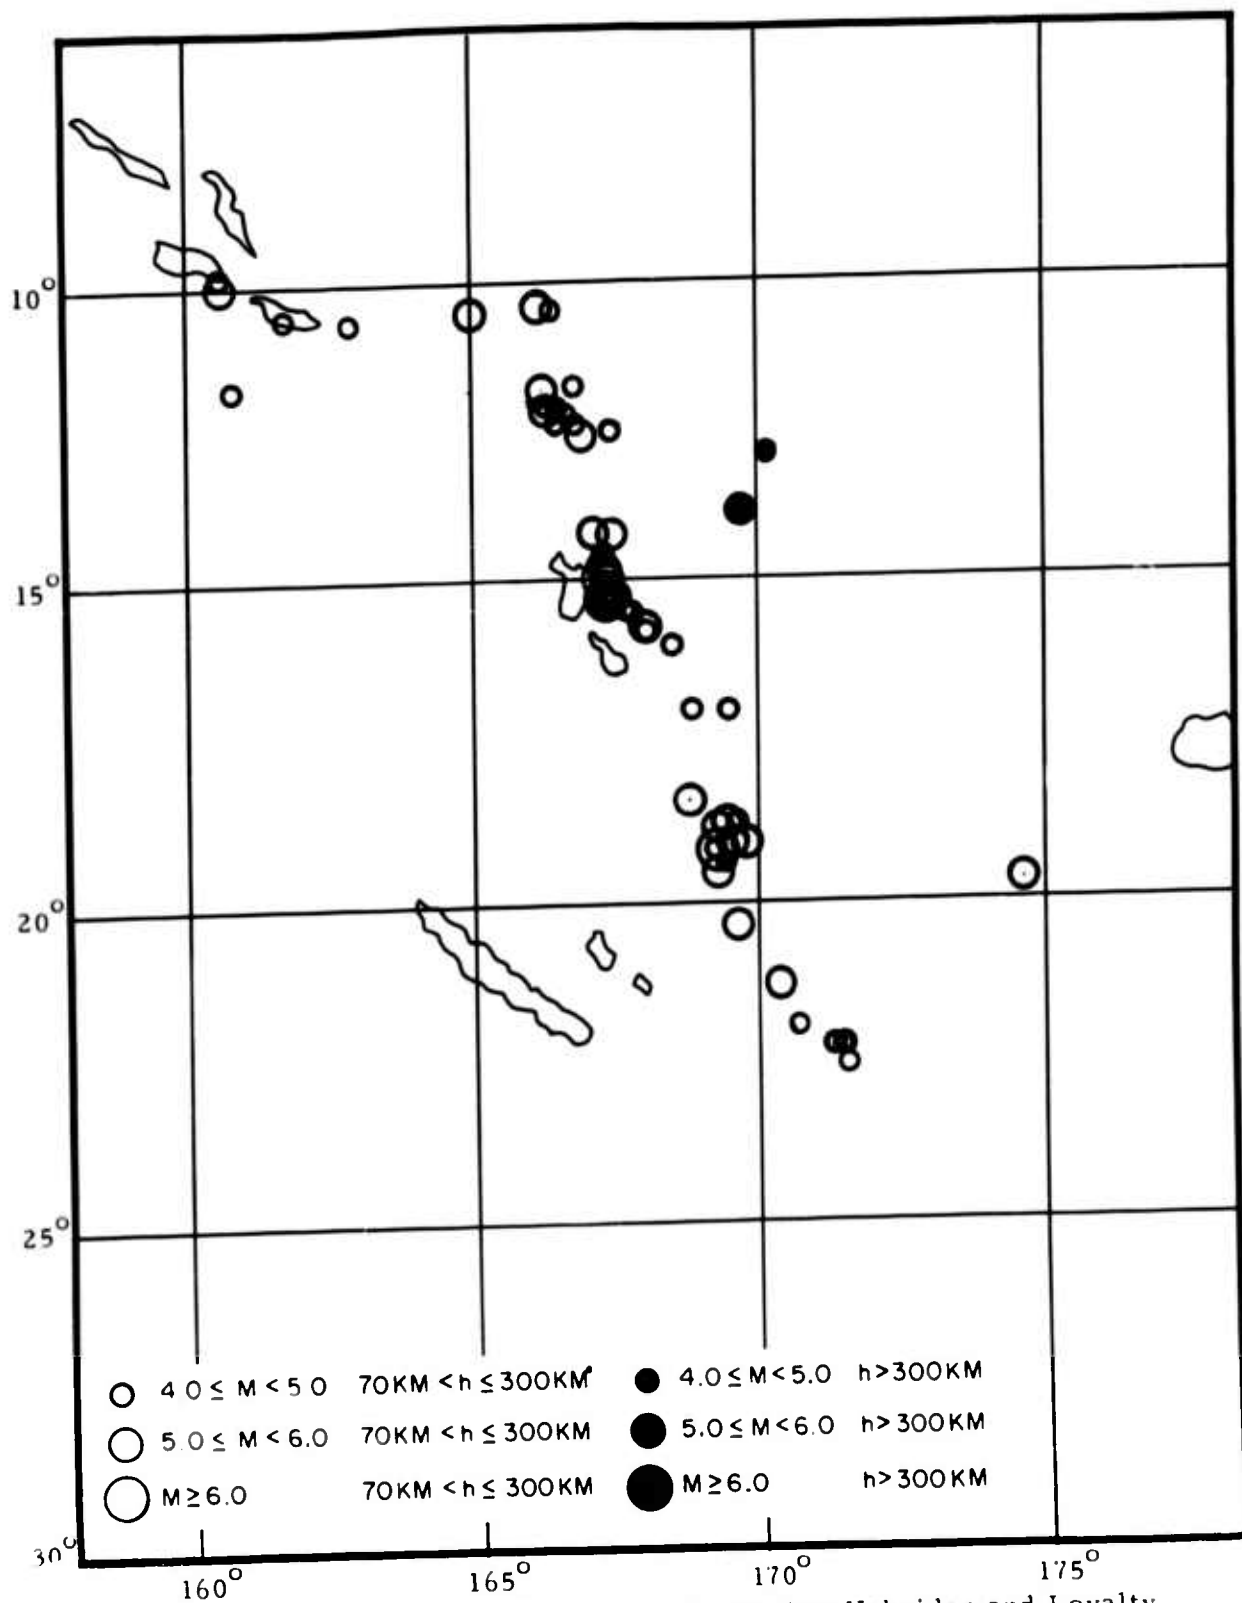 10°
15°
20°
25°
30°
4 0 ≤ M < 5 0 70KM < h ≤ 300KM
5.0 ≤ M < 6.0 70KM < h ≤ 300KM
M ≥ 6.0 70KM < h ≤ 300KM
4.0 ≤ M < 5.0 h > 300KM
5.0 ≤ M < 6.0 h > 300KM
M ≥ 6.0 h > 300KM
160° 165° 170° 175°
and Loyalty